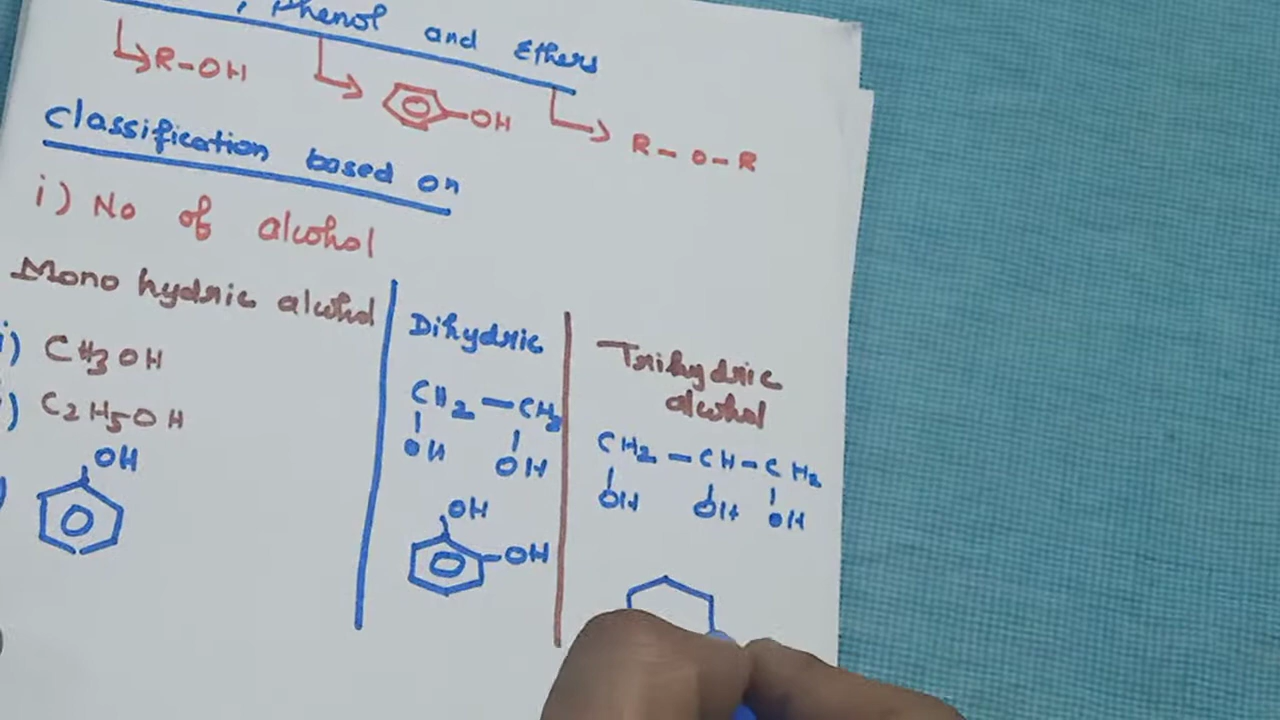 , Phenol and Ethers
R-OH
OH
R-O-R
Classification based on
i) No of alcohol
Mono hydric alcohol
Dihydric
Trihydric
alcohol
i) CH3OH
) C2H5OH
OH
)
CH2 — CH2
OH OH
OH
OH
CH2 - CH - CH2
OH OH OH